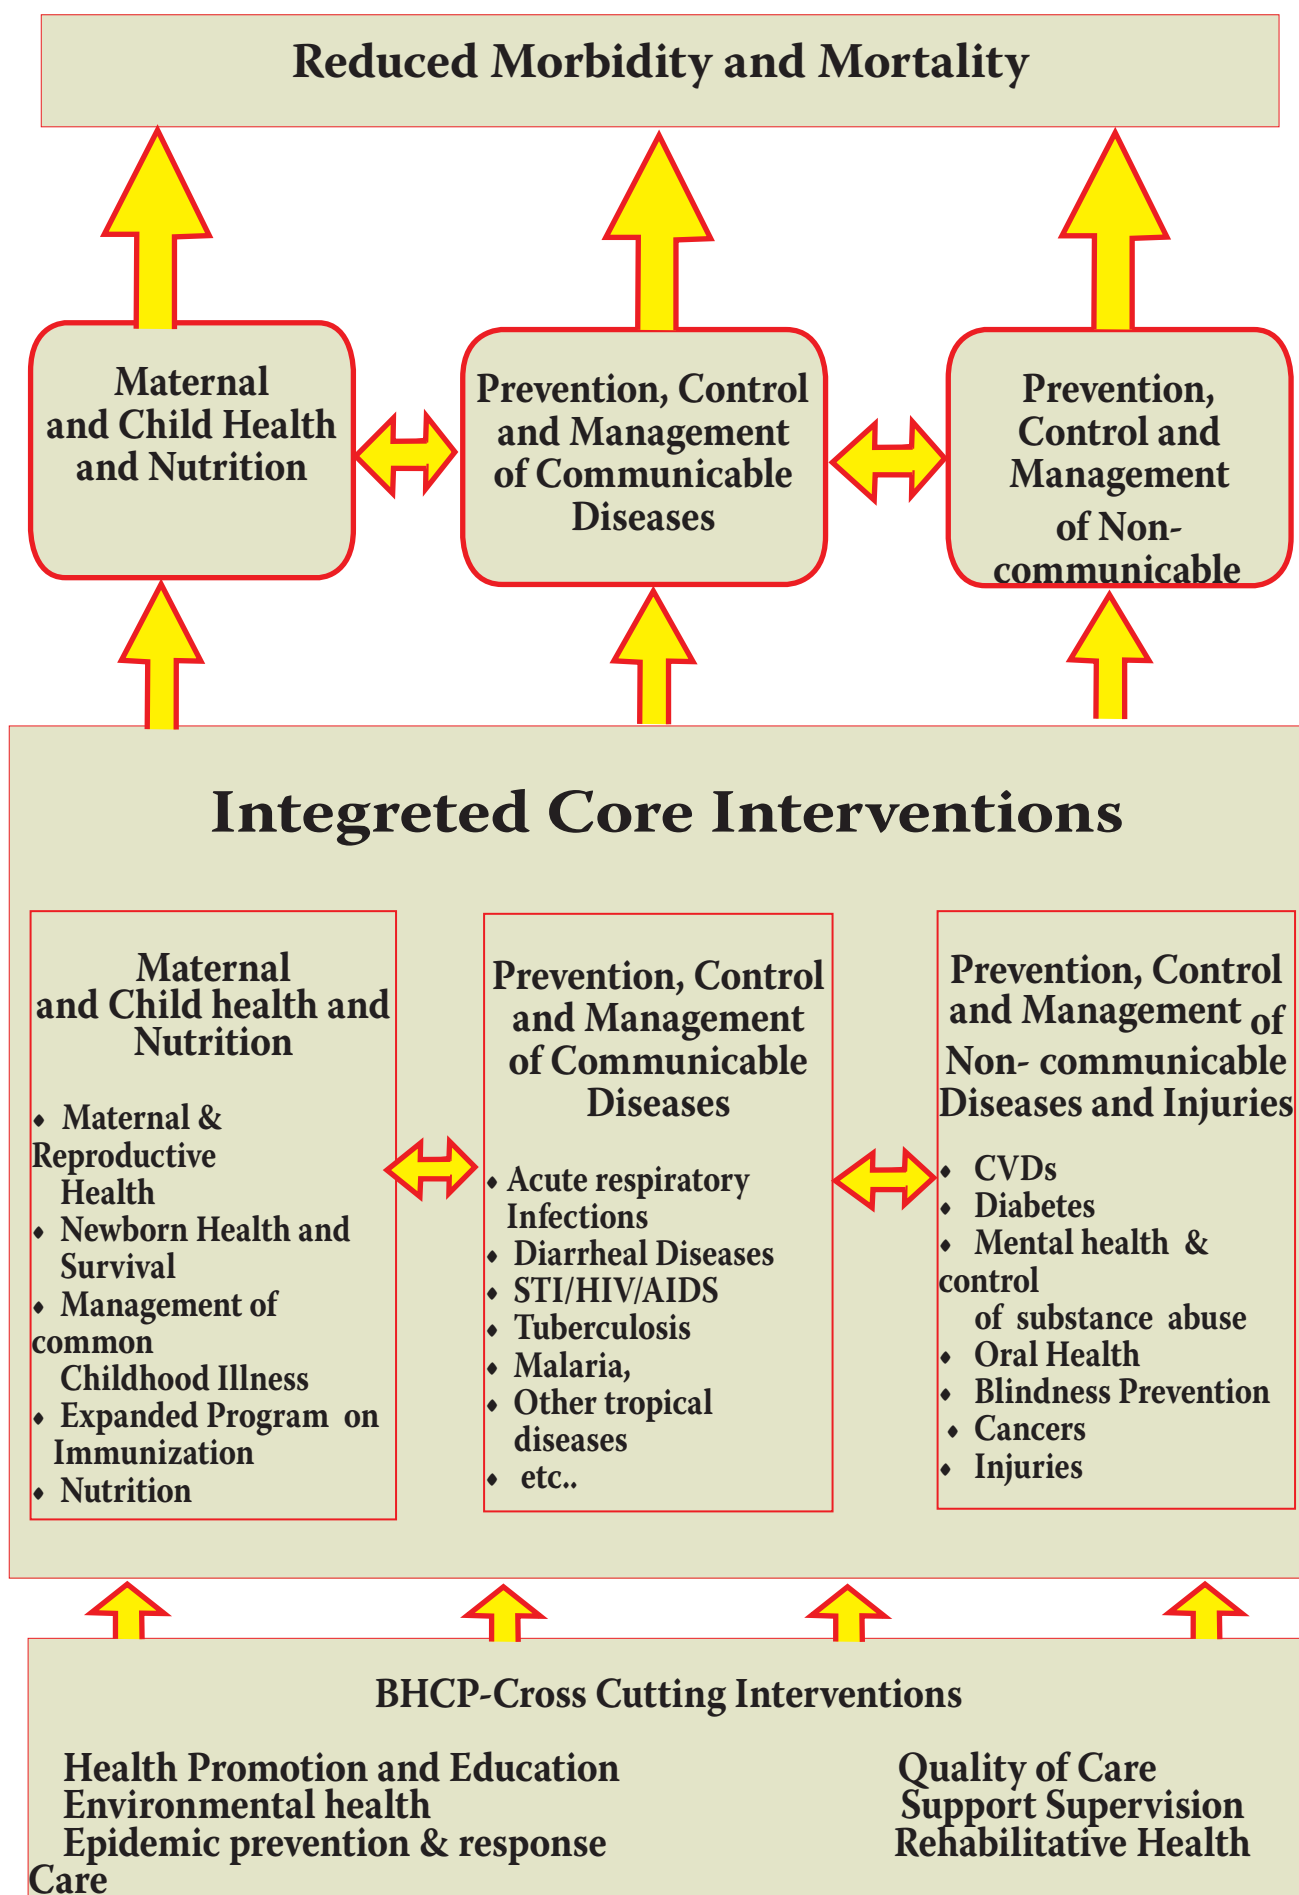 Reduced Morbidity and Mortality
Maternal
and Child Health
and Nutrition
Prevention, Control
and Management
of Communicable
Diseases
Prevention,
Control and
Management
of Non-
communicable
Integreted Core Interventions
Maternal
and Child health and
Nutrition
• Maternal &
Reproductive
Health
• Newborn Health and
Survival
• Management of
common
Childhood Illness
• Expanded Program on
Immunization
• Nutrition
Prevention, Control
and Management
of Communicable
Diseases
• Acute respiratory
Infections
• Diarrheal Diseases
• STI/HIV/AIDS
• Tuberculosis
• Malaria,
• Other tropical
diseases
• etc..
Prevention, Control
and Management of
Non- communicable
Diseases and Injuries
• CVDs
• Diabetes
• Mental health &
control
of substance abuse
• Oral Health
• Blindness Prevention
• Cancers
• Injuries
BHCP-Cross Cutting Interventions
Health Promotion and Education Quality of Care
Environmental health Support Supervision
Epidemic prevention & response Rehabilitative Health
Care